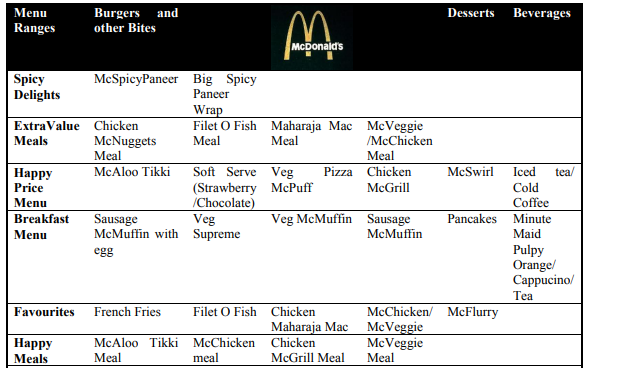 Menu Ranges Burgers and other Bites McDonald's Desserts Beverages
Spicy Delights McSpicyPaneer Big Spicy Paneer Wrap
ExtraValue Meals Chicken McNuggets Meal Filet O Fish Meal Maharaja Mac Meal McVeggie /McChicken Meal
Happy Price Menu McAloo Tikki Soft Serve (Strawberry /Chocolate) Veg Pizza McPuff Chicken McGrill McSwirl Iced tea/ Cold Coffee
Breakfast Menu Sausage McMuffin with egg Veg Supreme Veg McMuffin Sausage McMuffin Pancakes Minute Maid Pulpy Orange/ Cappucino/ Tea
Favourites French Fries Filet O Fish Chicken Maharaja Mac McChicken/ McVeggie McFlurry
Happy Meals McAloo Tikki Meal McChicken meal Chicken McGrill Meal McVeggie Meal